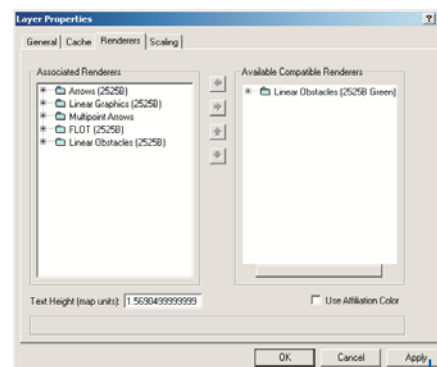 Layer Properties
?
General
Cache
Renderers
Scaling
Associated Renderers
Arrows (2525B)
Linear Graphics (2525B)
Multipoint Arrows
FLOT (2525B)
Linear Obstacles (2525B)
Available Compatible Renderers
Linear Obstacles (2525B Green)
Text Height (map units): 1.5690499999999
Use Affiliation Color
OK
Cancel
Apply